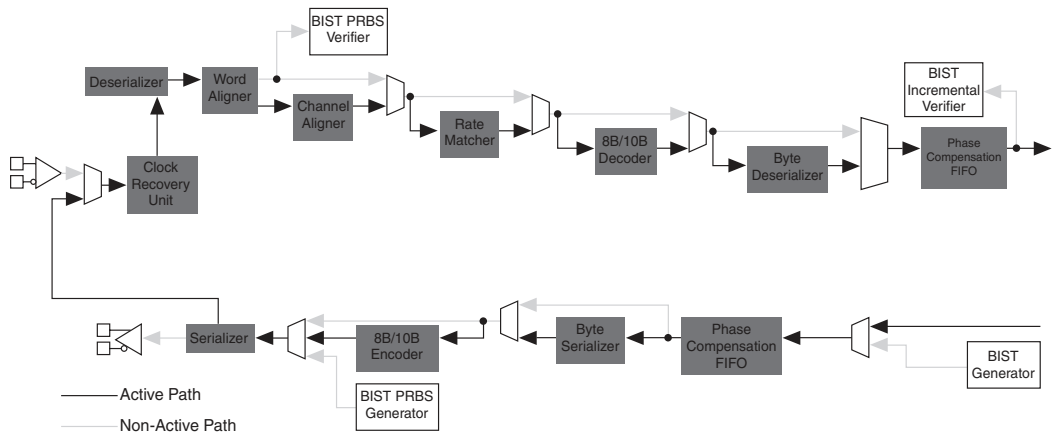 BIST PRBS
Verifier
Deserializer
Word
Aligner
Channel
Aligner
Rate
Matcher
8B/10B
Decoder
Byte
Deserializer
BIST
Incremental
Verifier
Phase
Compensation
FIFO
Clock
Recovery
Unit
Serializer
8B/10B
Encoder
BIST PRBS
Generator
Byte
Serializer
Phase
Compensation
FIFO
BIST
Generator
Active Path
Non-Active Path